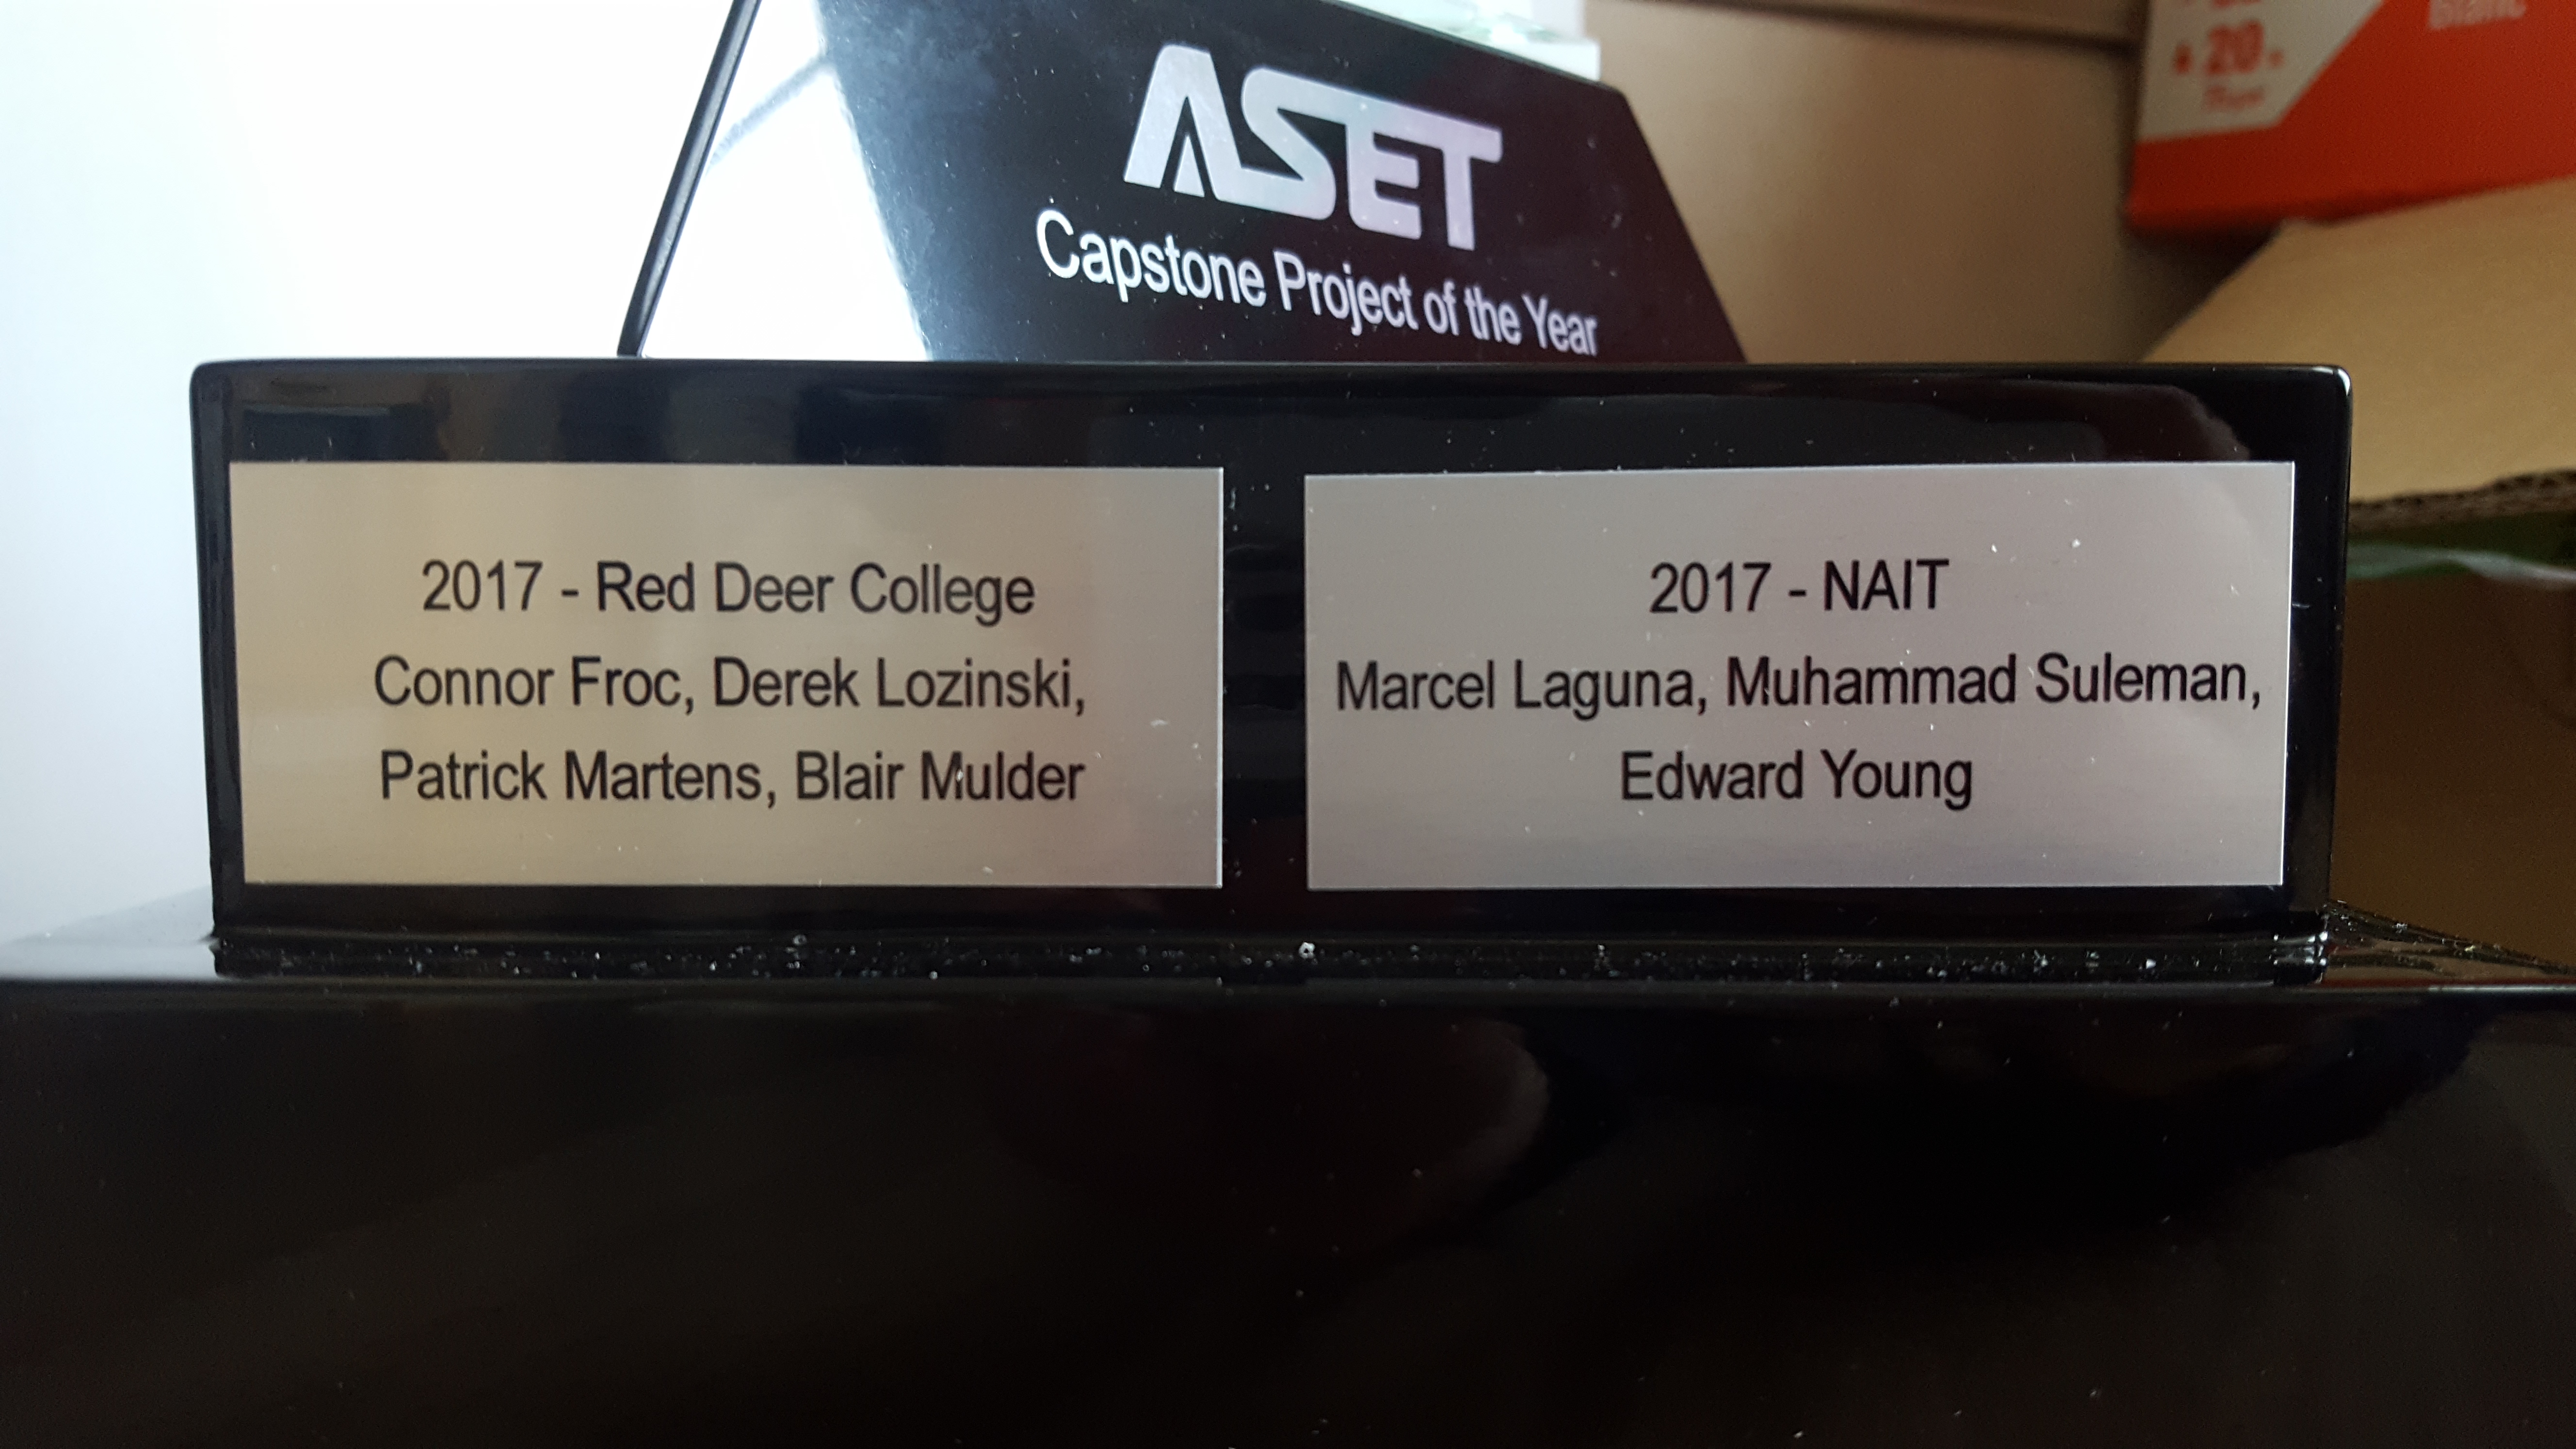 ASET
Capstone Project of the Year
20
2017 - Red Deer College
Connor Froc, Derek Lozinski,
Patrick Martens, Blair Mulder
2017 - NAIT
Marcel Laguna, Muhammad Suleman,
Edward Young